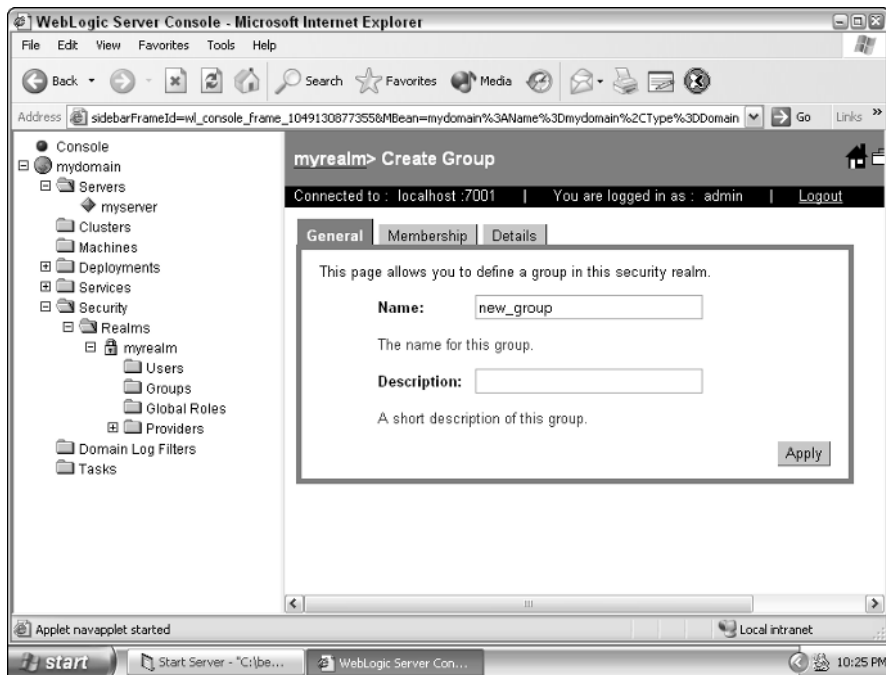 WebLogic Server Console - Microsoft Internet Explorer
File Edit View Favorites Tools Help
Back Search Favorites Media
Address sidebarFrameId=wl_console_frame_1049130877355&MBean=mydomain%3AName%3Dmydomain%2CType%3DDomain Go Links »
Console
mydomain
Servers
myserver
Clusters
Machines
Deployments
Services
Security
Realms
myrealm
Users
Groups
Global Roles
Providers
Domain Log Filters
Tasks
myrealm> Create Group
Connected to : localhost :7001 | You are logged in as : admin | Logout
General Membership Details
This page allows you to define a group in this security realm.
Name: new_group
The name for this group.
Description:
A short description of this group.
Apply
Applet navapplet started Local intranet
start Start Server - "C:\be... WebLogic Server Con... 10:25 PM